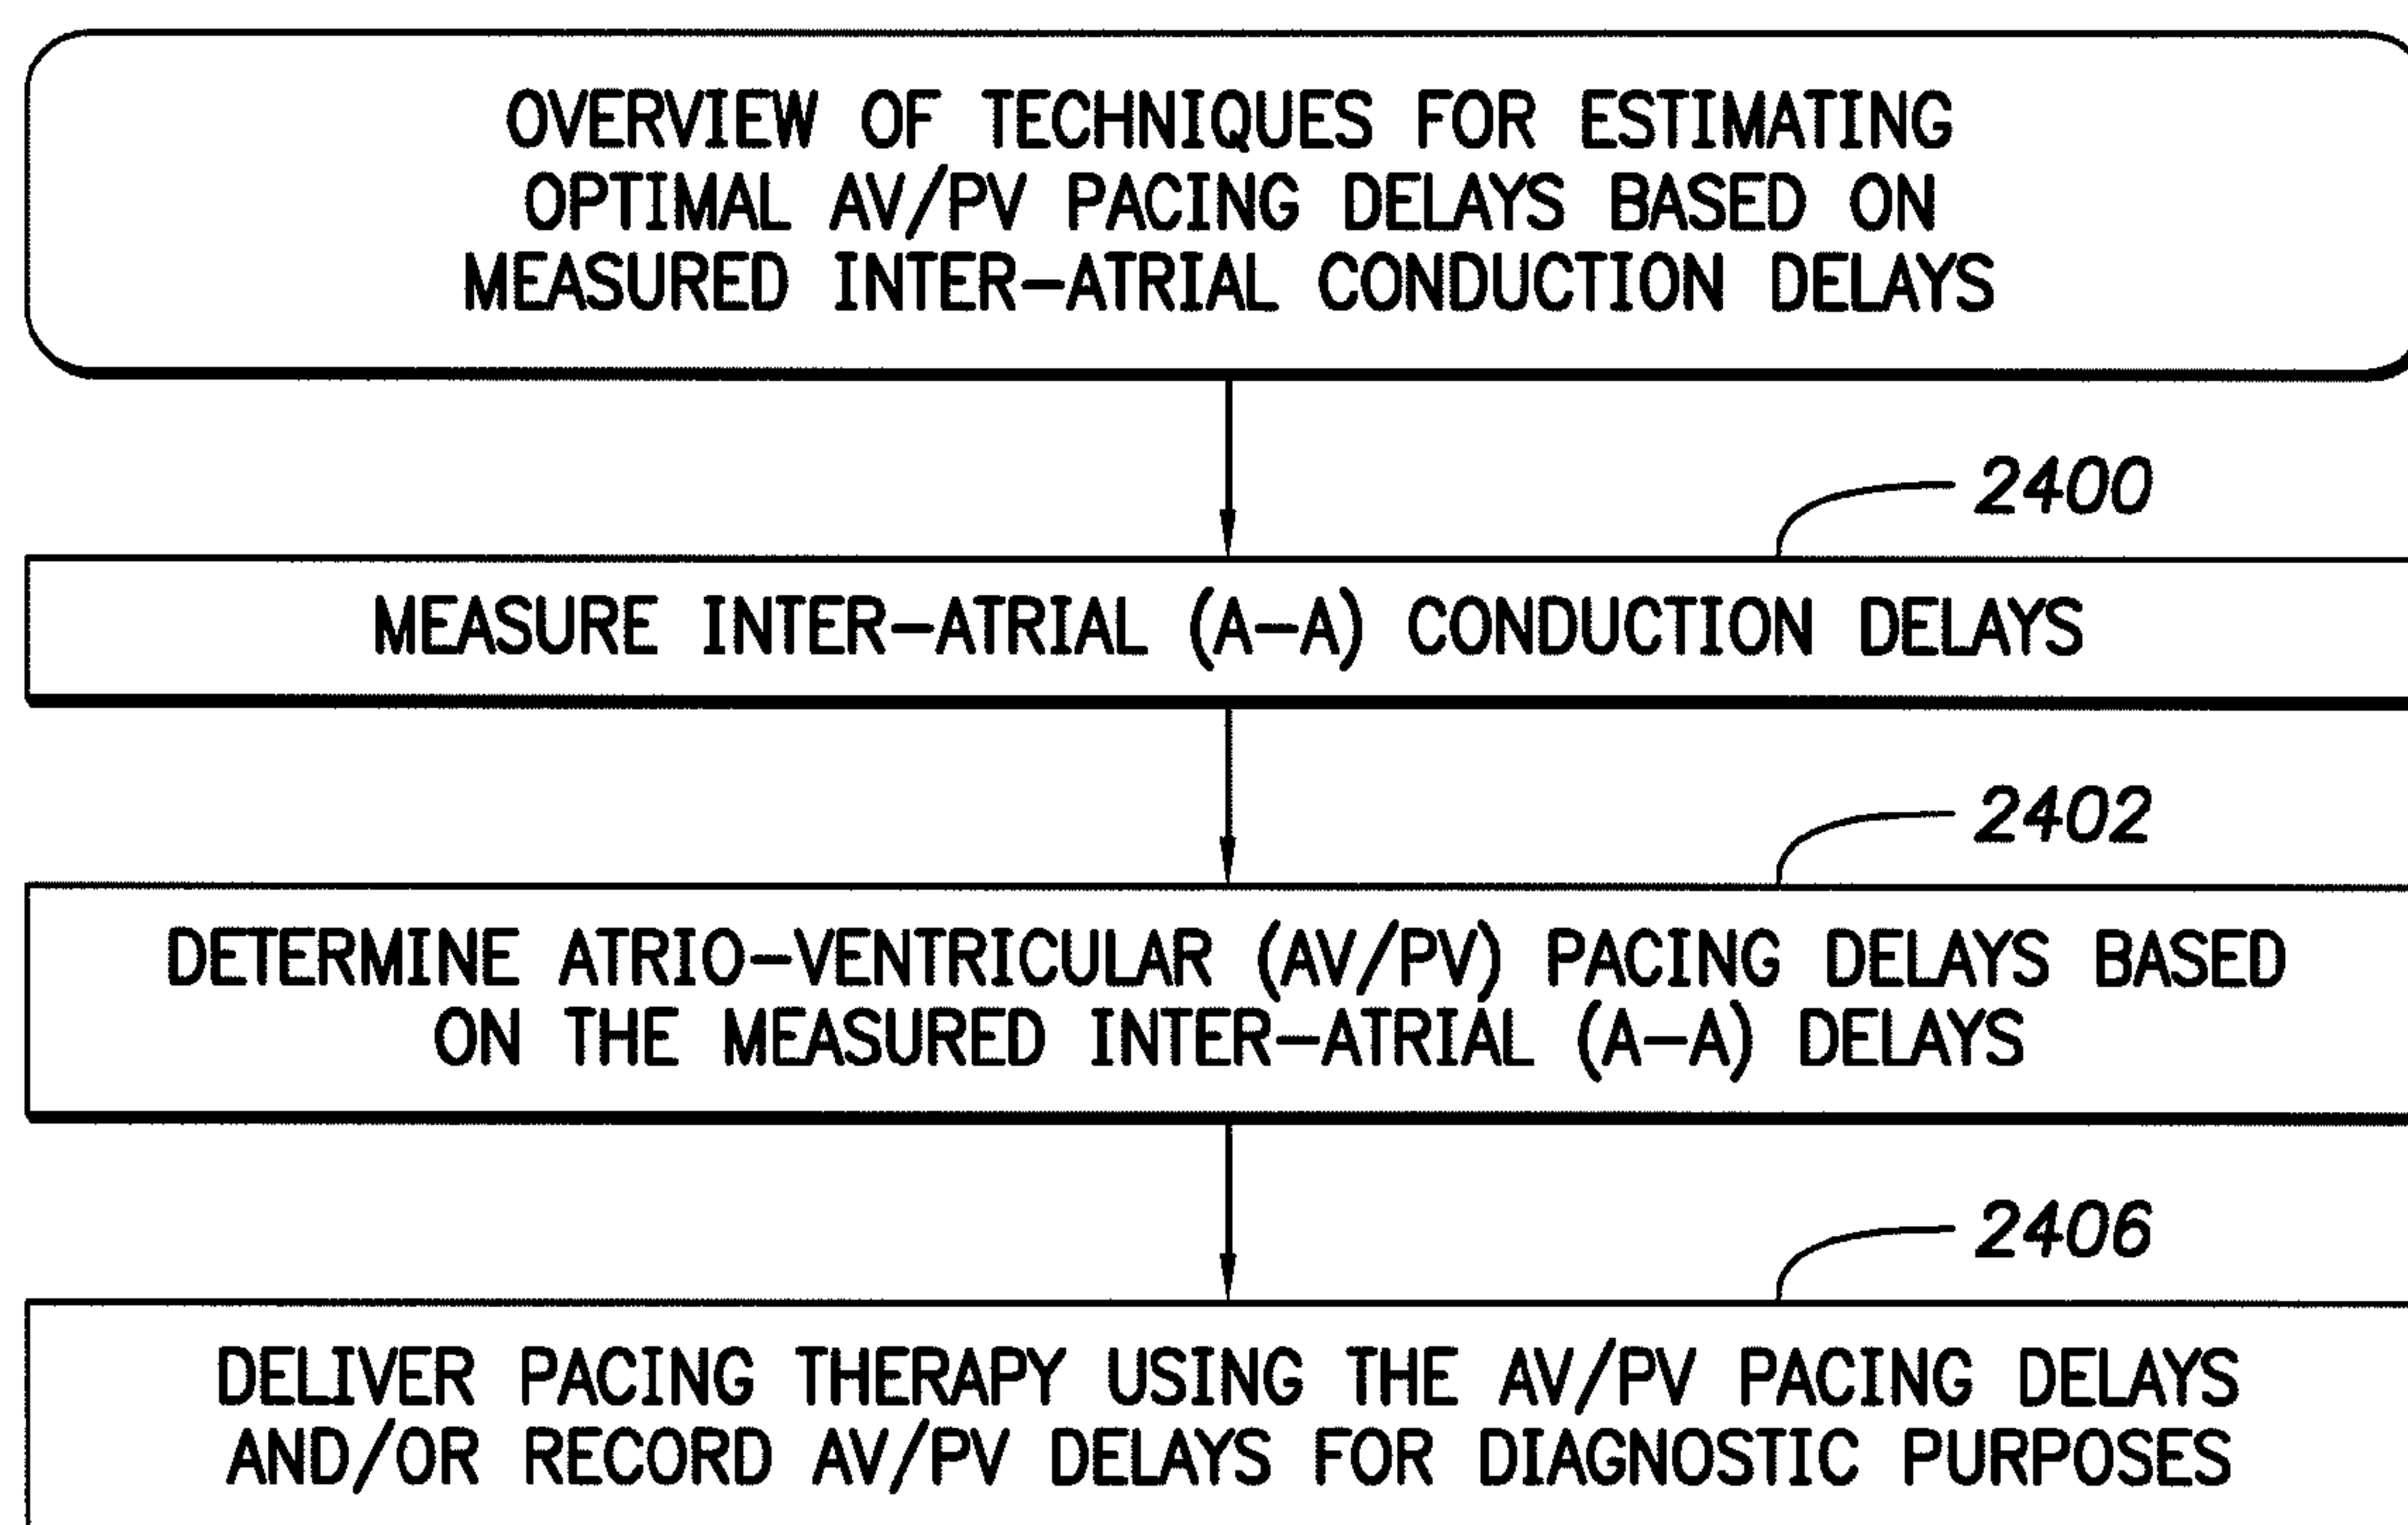 OVERVIEW OF TECHNIQUES FOR ESTIMATING
OPTIMAL AV/PV PACING DELAYS BASED ON
MEASURED INTER-ATRIAL CONDUCTION DELAYS
2400
MEASURE INTER-ATRIAL (A-A) CONDUCTION DELAYS
2402
DETERMINE ATRIO-VENTRICULAR (AV/PV) PACING DELAYS BASED
ON THE MEASURED INTER-ATRIAL (A-A) DELAYS
2406
DELIVER PACING THERAPY USING THE AV/PV PACING DELAYS
AND/OR RECORD AV/PV DELAYS FOR DIAGNOSTIC PURPOSES